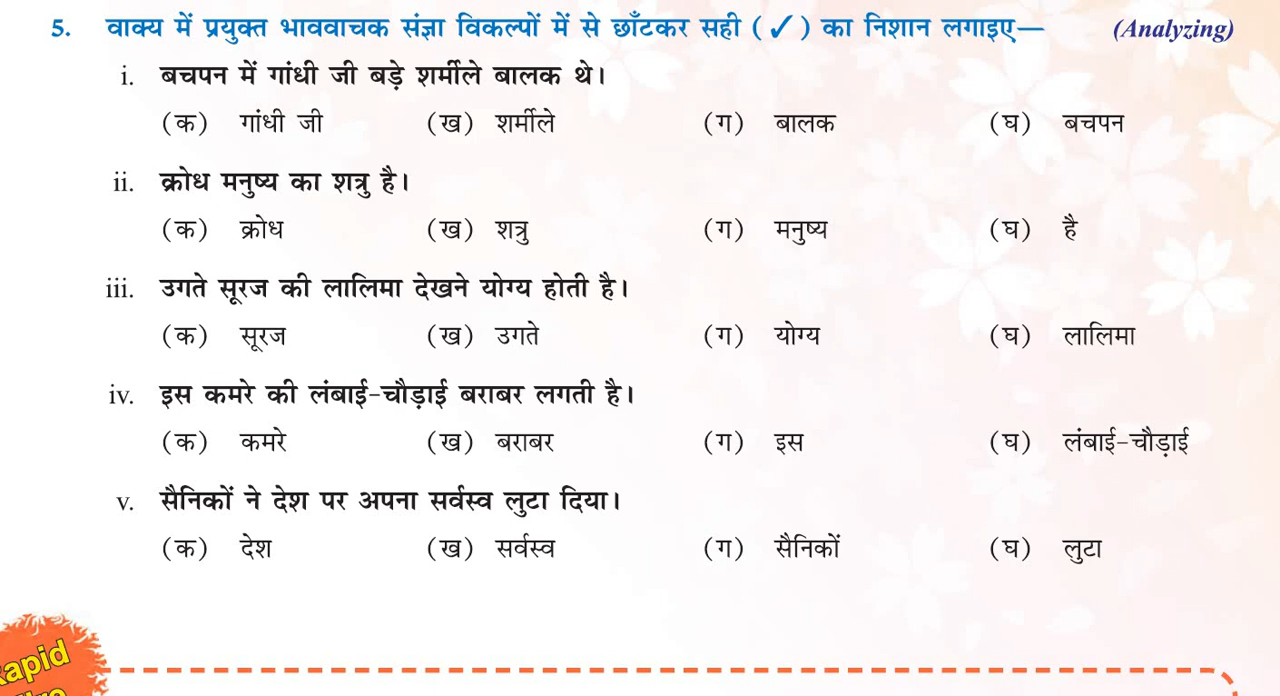 5. वाक्य में प्रयुक्त भाववाचक संज्ञा विकल्पों में से छाँटकर सही (✓) का निशान लगाइए— (Analyzing)
i. बचपन में गांधी जी बड़े शर्मीले बालक थे।
(क) गांधी जी (ख) शर्मीले (ग) बालक (घ) बचपन
ii. क्रोध मनुष्य का शत्रु है।
(क) क्रोध (ख) शत्रु (ग) मनुष्य (घ) है
iii. उगते सूरज की लालिमा देखने योग्य होती है।
(क) सूरज (ख) उगते (ग) योग्य (घ) लालिमा
iv. इस कमरे की लंबाई-चौड़ाई बराबर लगती है।
(क) कमरे (ख) बराबर (ग) इस (घ) लंबाई-चौड़ाई
v. सैनिकों ने देश पर अपना सर्वस्व लुटा दिया।
(क) देश (ख) सर्वस्व (ग) सैनिकों (घ) लुटा
Rapid